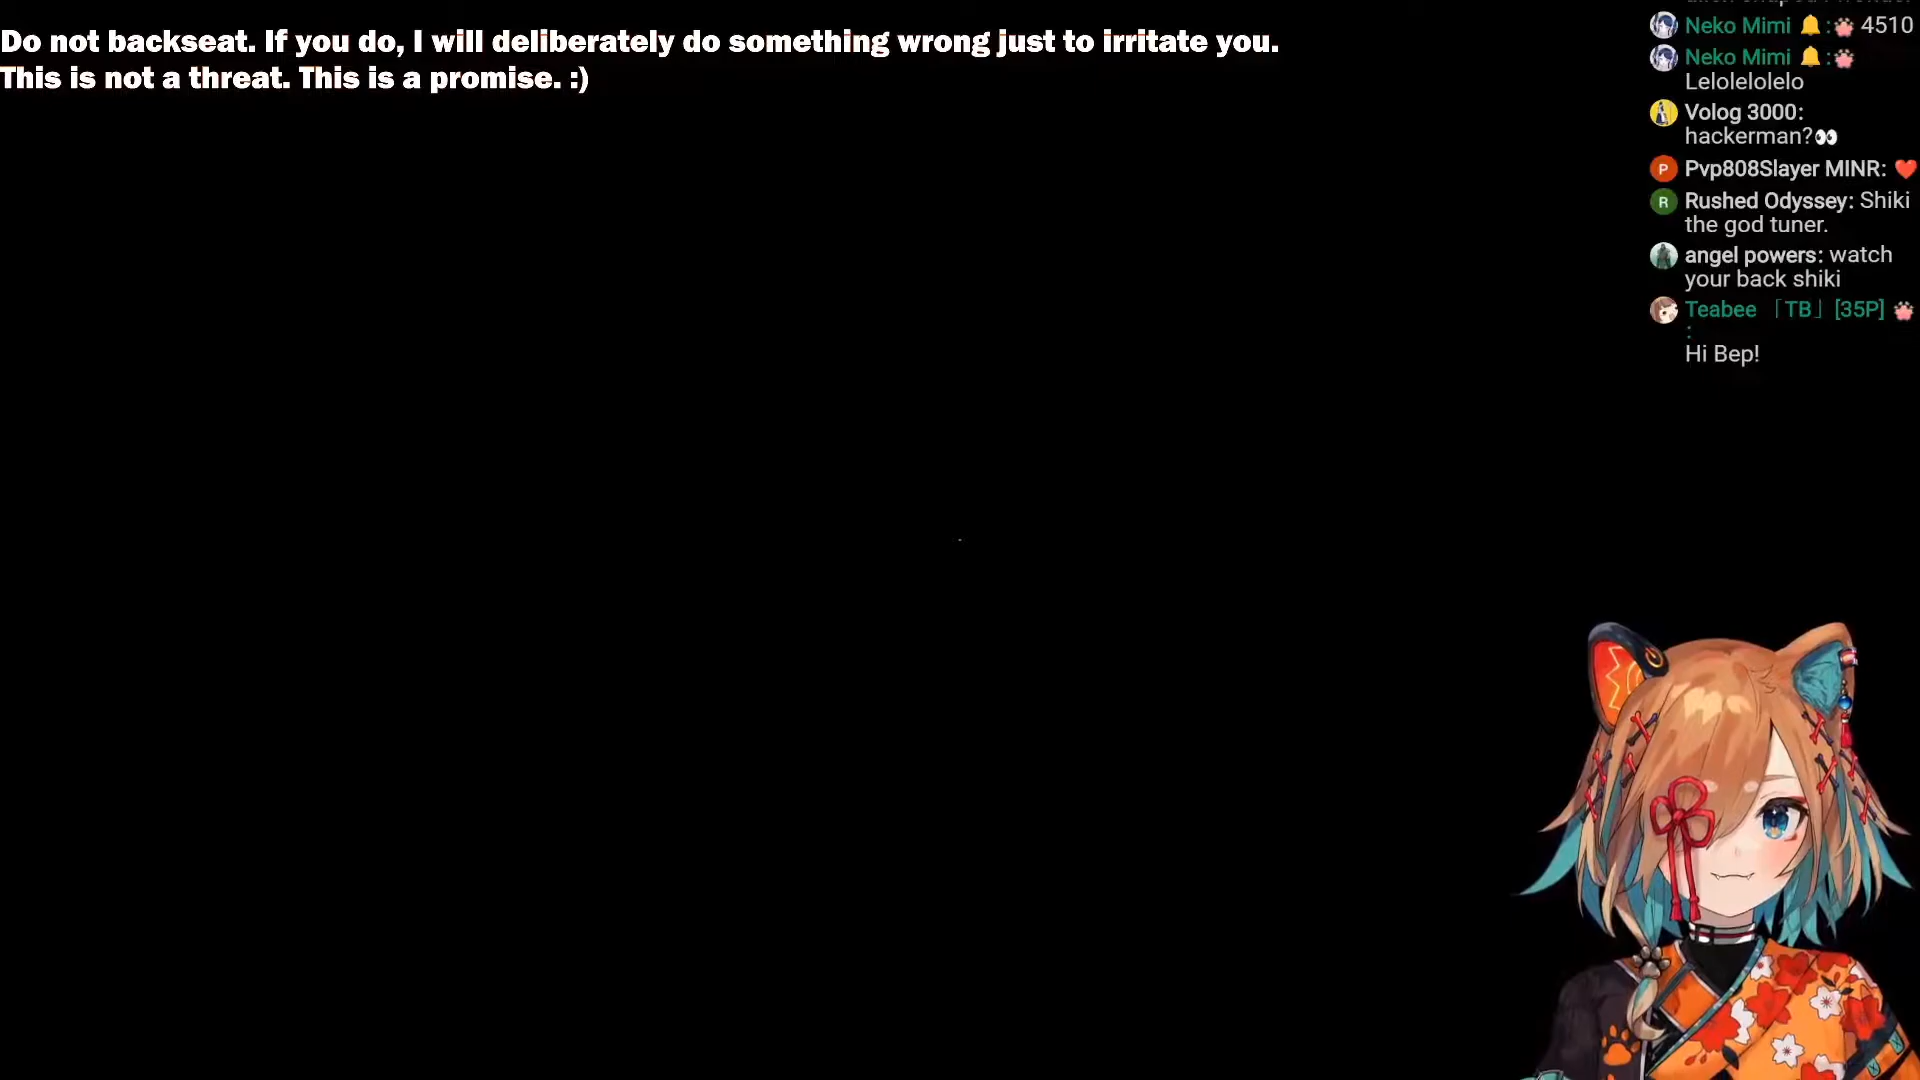 Do not backseat. If you do, I will deliberately do something wrong just to irritate you.
This is not a threat. This is a promise. :)
Neko Mimi 🔔:🐾 4510
Neko Mimi 🔔:🐾
Lelolelolelo
Volog 3000:
hackerman?👀
P Pvp808Slayer MINR: ❤️
R Rushed Odyssey: Shiki
the god tuner.
angel powers: watch
your back shiki
Teabee 「TB」[35P] 🐾
:
Hi Bep!